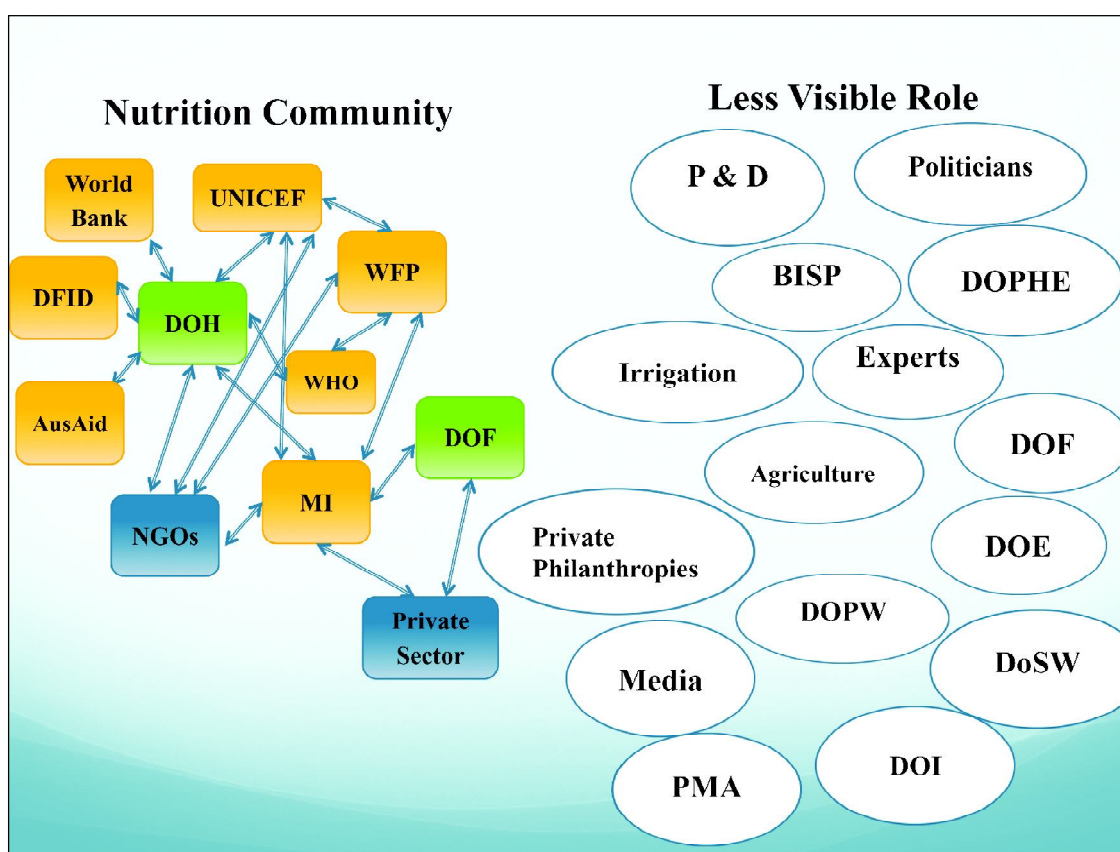 Nutrition Community
World
Bank
UNICEF
WFP
DFID
DOH
WHO
AusAid
DOF
MI
NGOs
Private
Sector
Less Visible Role
P & D
Politicians
BISP
DOPHE
Irrigation
Experts
DOF
Agriculture
Private
Philanthropies
DOE
DOPW
Media
DoSW
PMA
DOI